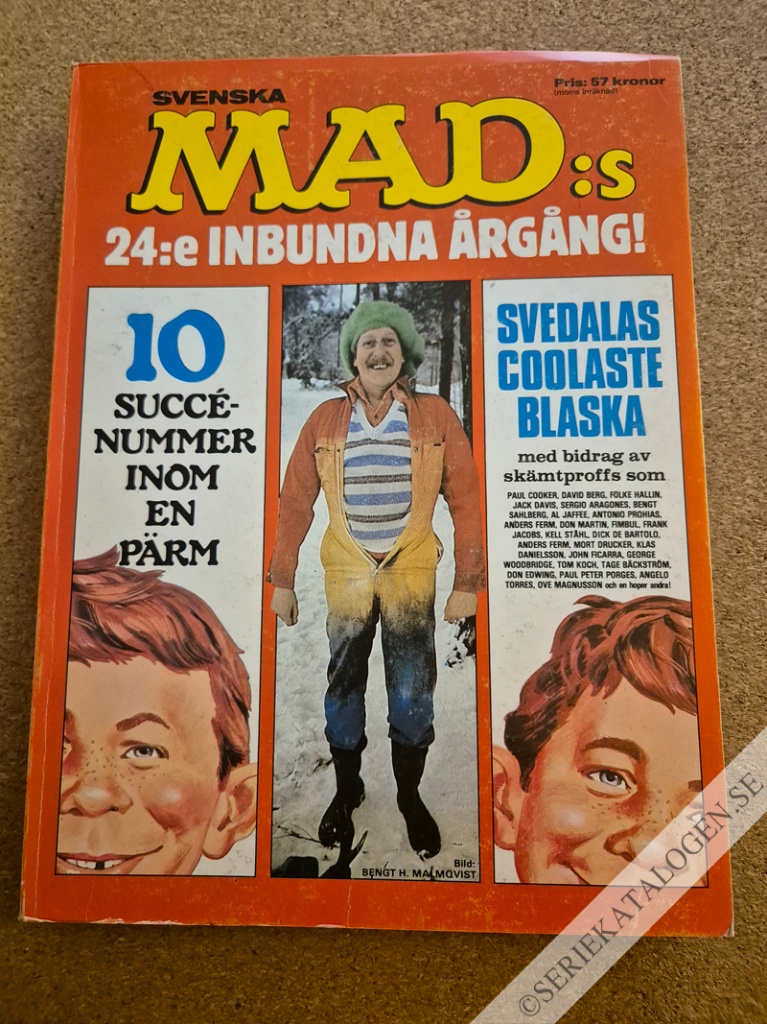 SVENSKA
Pris: 57 kronor
(moms inräknad)
MAD:s
24:e INBUNDNA ÅRGÅNG!
10
SUCCÉ-
NUMMER
INOM
EN
PÄRM
SVEDALAS
COOLASTE
BLASKA
med bidrag av
skämtproffs som
PAUL COOKER, DAVID BERG, FOLKE HALLIN,
JACK DAVIS, SERGIO ARAGONES, BENGT
SAHLBERG, AL JAFFEE, ANTONIO PROHIAS,
ANDERS FERM, DON MARTIN, FIMBUL, FRANK
JACOBS, KELL STÅHL, DICK DE BARTOLO,
ANDERS FERM, MORT DRUCKER, KLAS
DANIELSSON, JOHN FICARRA, GEORGE
WOODBRIDGE, TOM KOCH, TAGE BÄCKSTRÖM,
DON EDWING, PAUL PETER PORGES, ANGELO
TORRES, OVE MAGNUSSON och en hoper andra!
Bild:
BENGT H. MALMQVIST
©SERIEKATALOGEN.SE